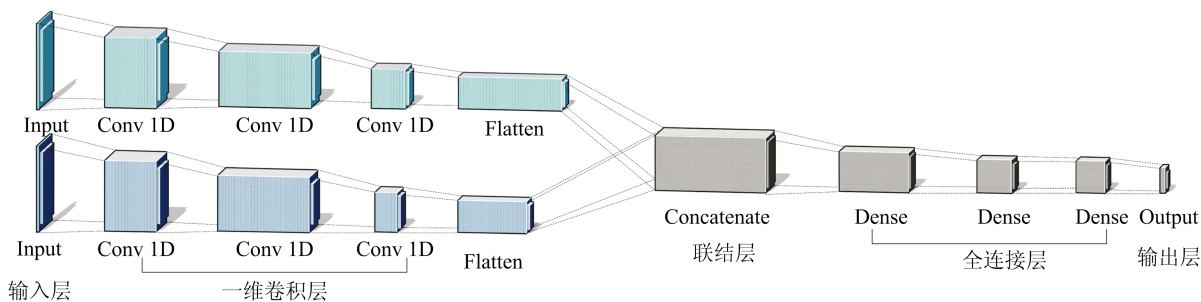 Input Conv 1D Conv 1D Conv 1D Flatten
Concatenate Dense Dense Dense Output
Input Conv 1D Conv 1D Conv 1D Flatten
联结层 全连接层 输出层
输入层 一维卷积层